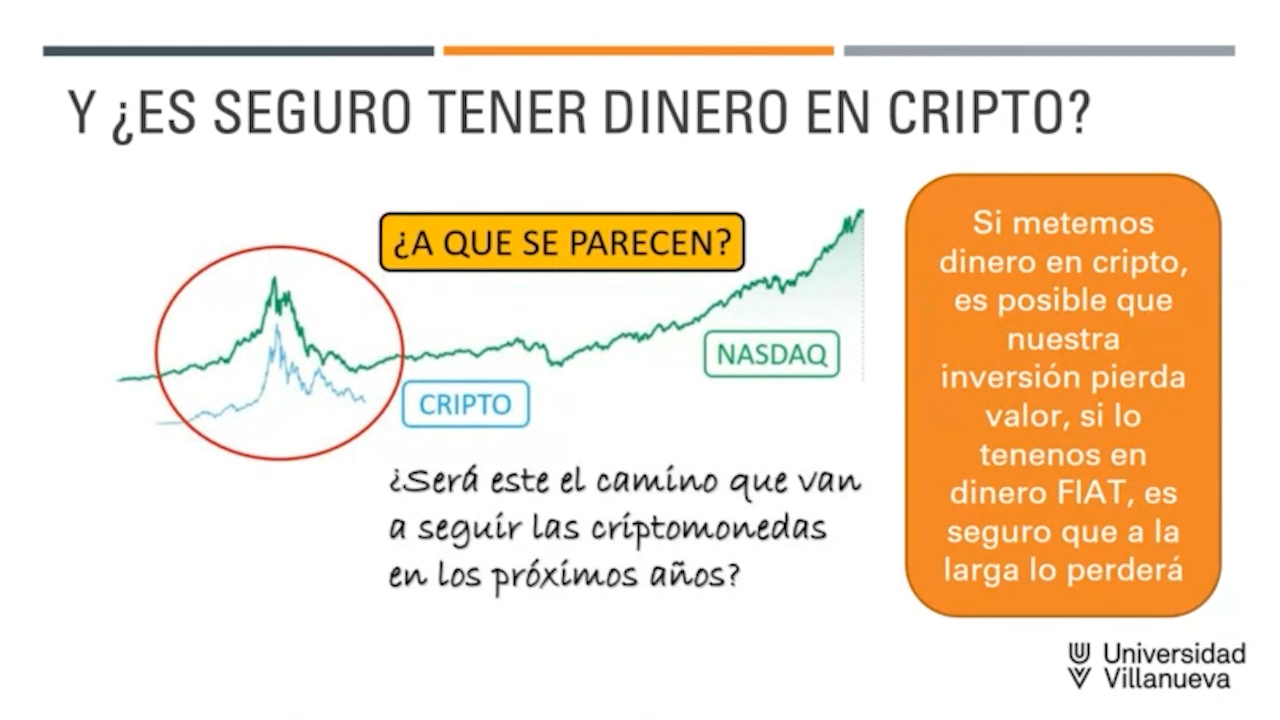 Y ¿ES SEGURO TENER DINERO EN CRIPTO?
¿A QUE SE PARECEN?
NASDAQ
CRIPTO
¿Será este el camino que van
a seguir las criptomonedas
en los próximos años?
Si metemos
dinero en cripto,
es posible que
nuestra
inversión pierda
valor, si lo
tenenos en
dinero FIAT, es
seguro que a la
larga lo perderá
Universidad
Villanueva